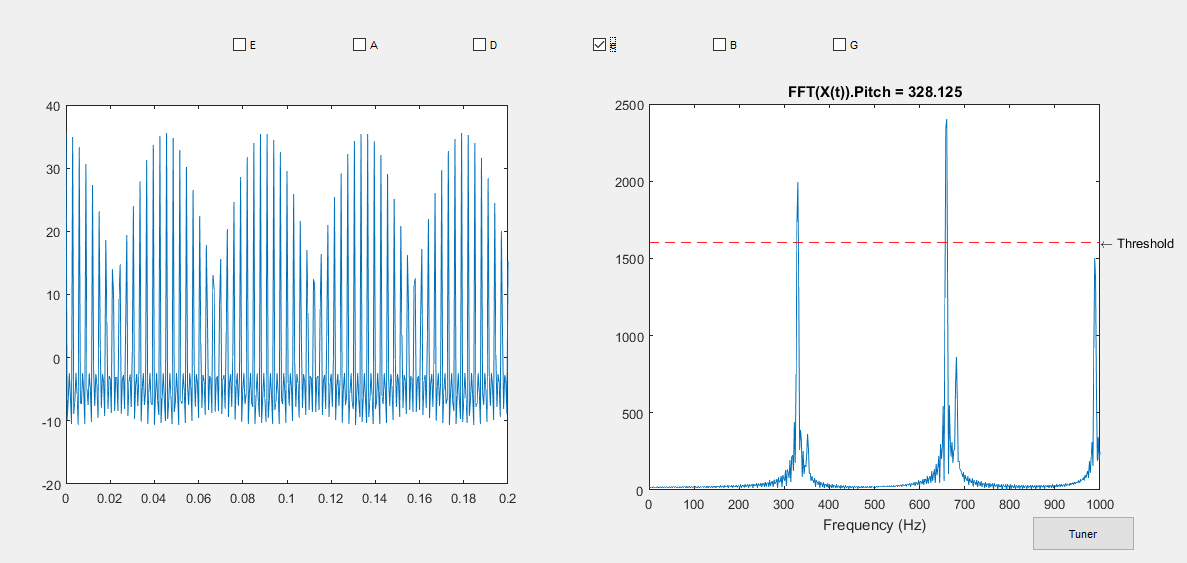 E A D e B G
FFT(X(t)).Pitch = 328.125
40
30
20
10
0
-10
-20
0 0.02 0.04 0.06 0.08 0.1 0.12 0.14 0.16 0.18 0.2
2500
2000
1500
1000
500
0
← Threshold
0 100 200 300 400 500 600 700 800 900 1000
Frequency (Hz)
Tuner